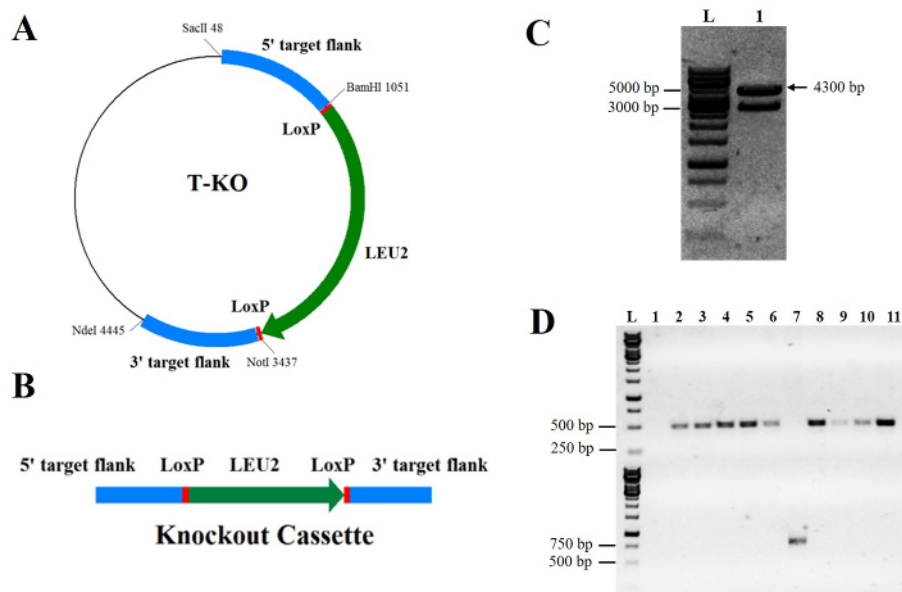 A
SacII 48
5' target flank
BamHI 1051
LoxP
T-KO
LEU2
LoxP
NdeI 4445
3' target flank
NotI 3437
B
5' target flank LoxP LEU2 LoxP 3' target flank
Knockout Cassette
C
L 1
5000 bp
4300 bp
3000 bp
D
L 1 2 3 4 5 6 7 8 9 10 11
500 bp
250 bp
750 bp
500 bp